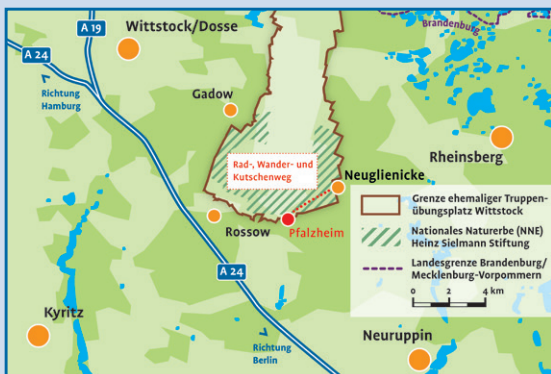 A 19
Wittstock/Dosse
Brandenburg
A 24
Richtung
Hamburg
Gadow
Rad-, Wander- und
Kutschenweg
Neuglienicke
Rheinsberg
Rossow
Pfalzheim
Grenze ehemaliger Truppen-
übungsplatz Wittstock
Nationales Naturerbe (NNE)
Heinz Sielmann Stiftung
Landesgrenze Brandenburg/
Mecklenburg-Vorpommern
0 2 4 km
A 24
Kyritz
Richtung
Berlin
Neuruppin